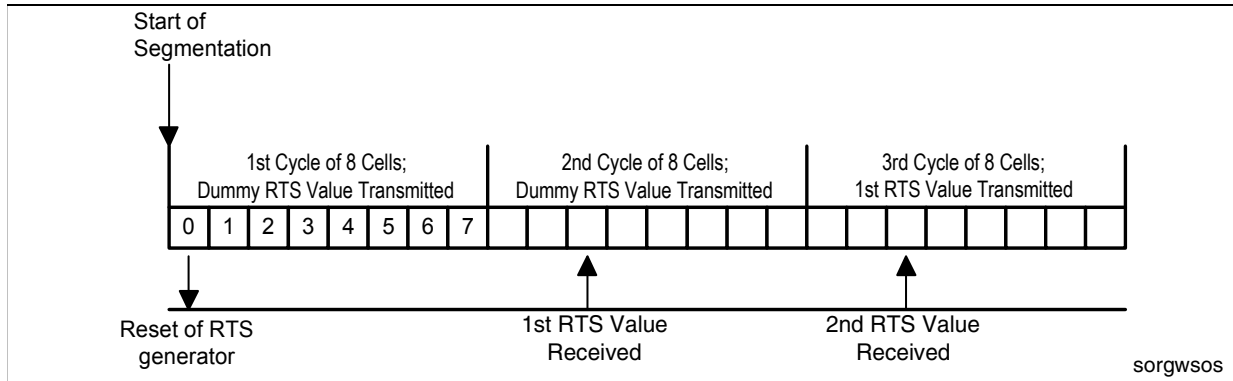 Start of
Segmentation
1st Cycle of 8 Cells;
Dummy RTS Value Transmitted
2nd Cycle of 8 Cells;
Dummy RTS Value Transmitted
3rd Cycle of 8 Cells;
1st RTS Value Transmitted
0 1 2 3 4 5 6 7
Reset of RTS
generator
1st RTS Value
Received
2nd RTS Value
Received
sorgwsos